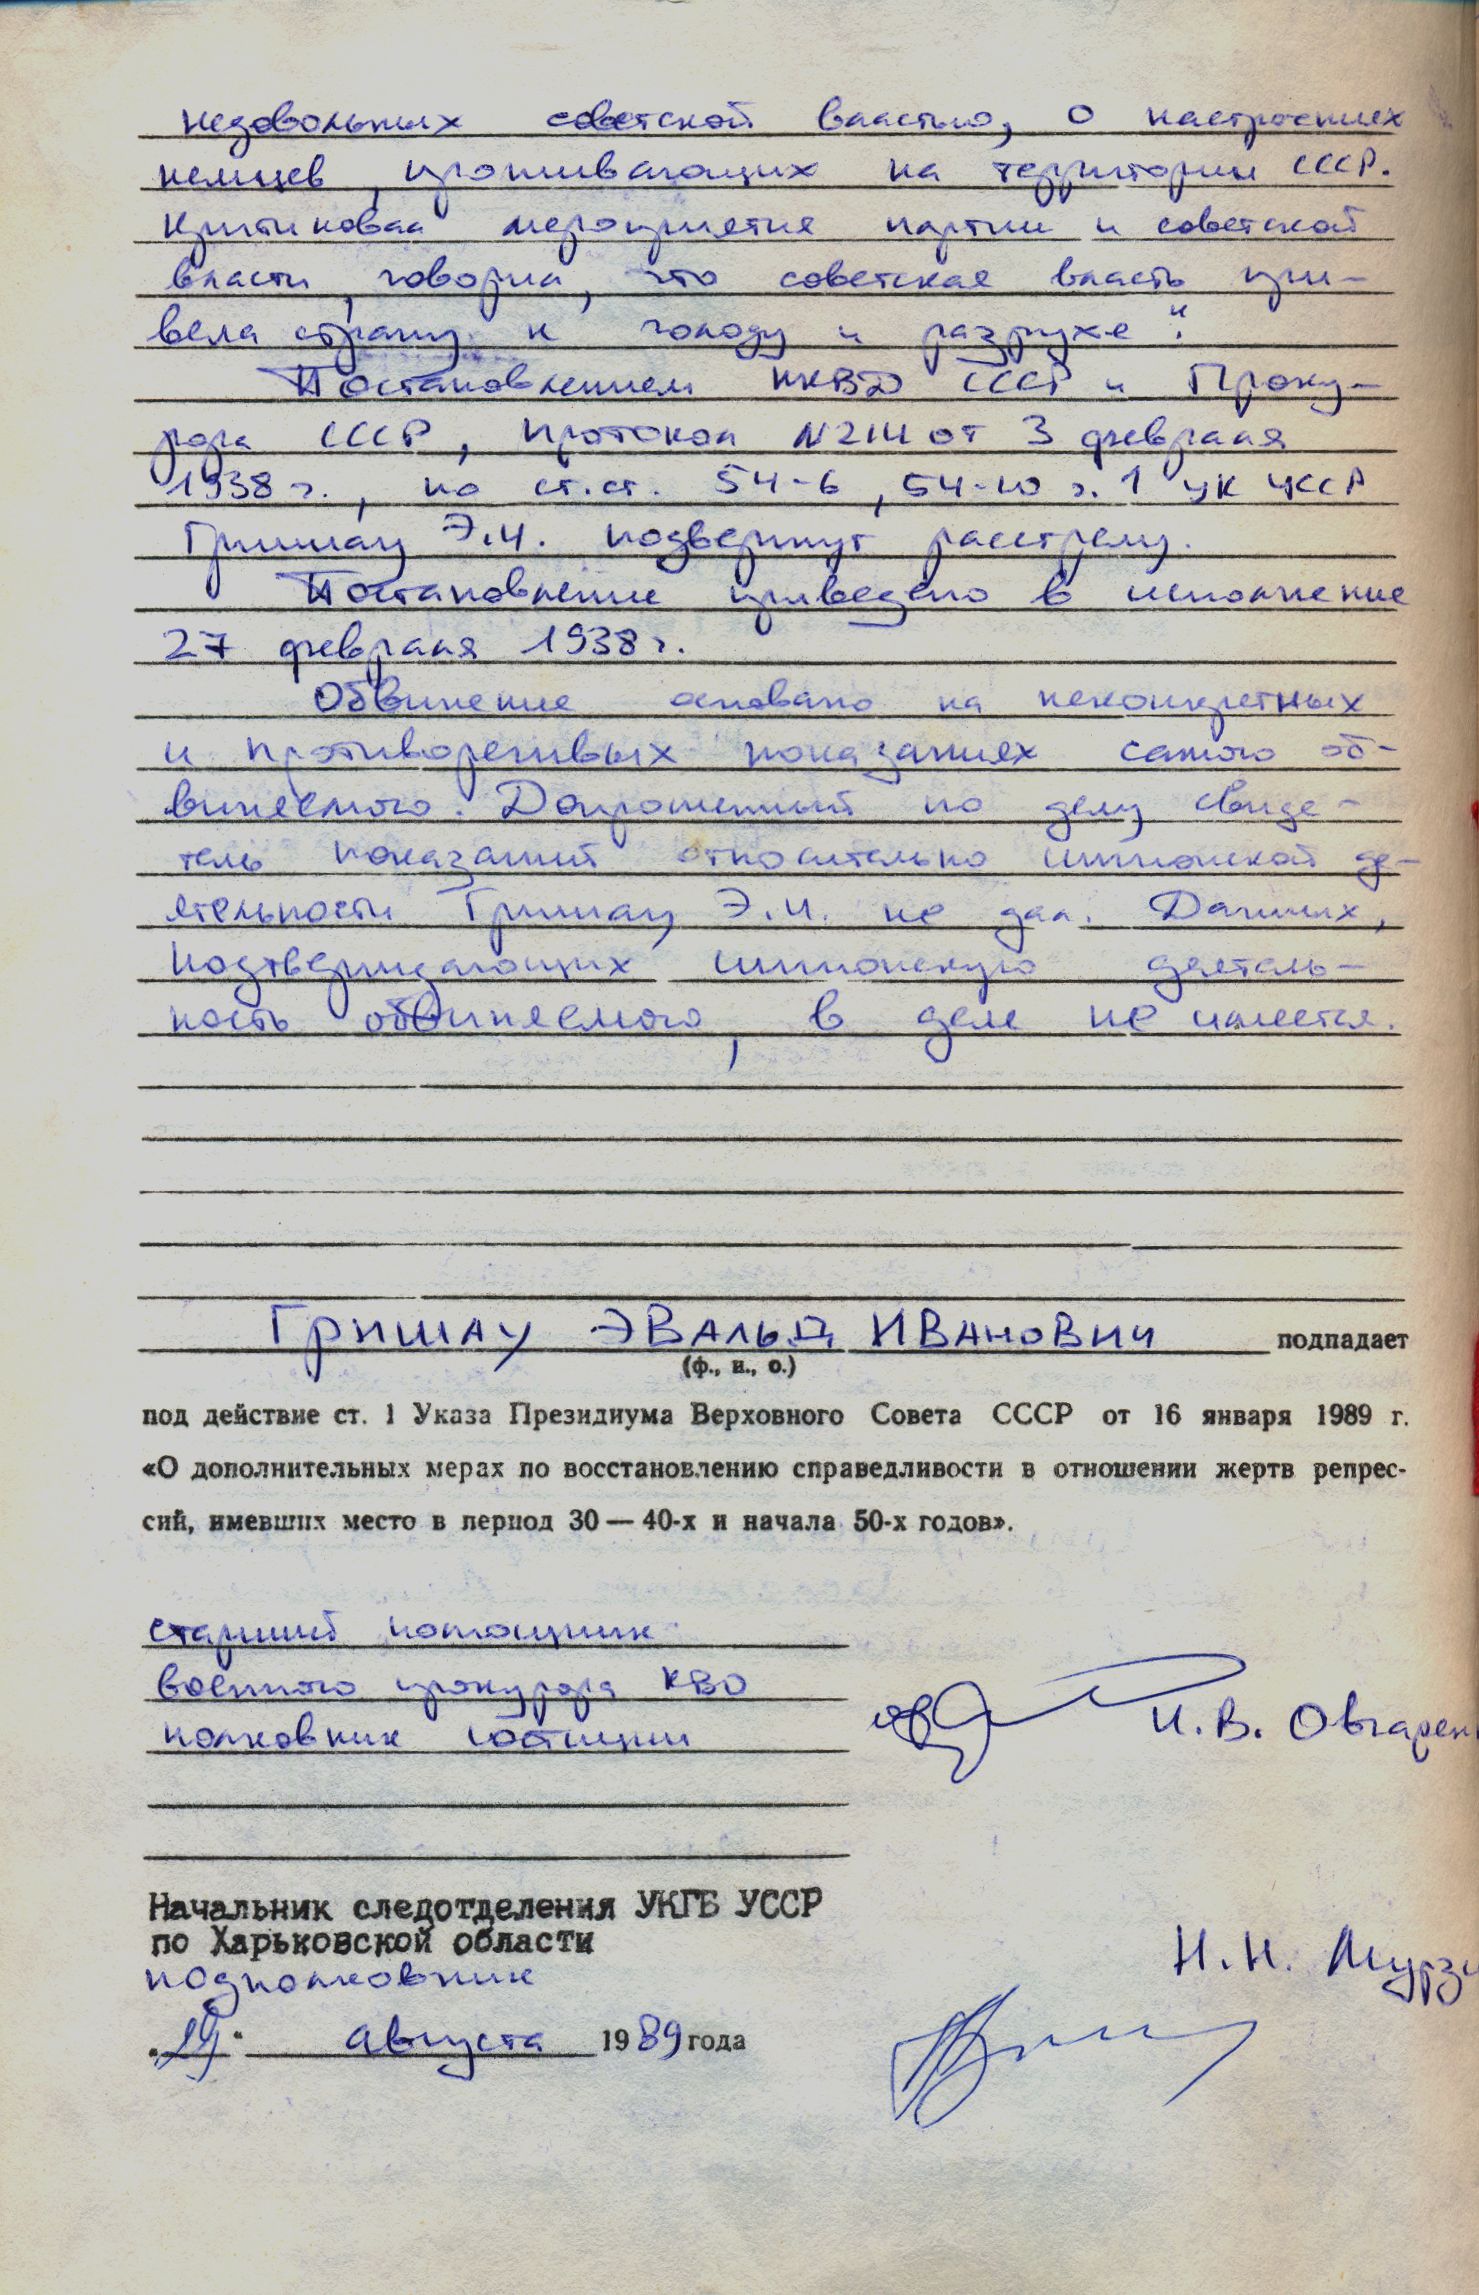 недовольных советской властью, о настроениях
немцев, проживающих на территории СССР.
Критиковал мероприятия партии и советской
власти, говорил, что советская власть при-
вела страну к голоду и разрухе".
Постановлением НКВД СССР и Проку-
рора СССР, протокол N214 от 3 февраля
1938 г., по ст.ст. 54-6, 54-10 ч. 1 УК УССР
Гришау Э.И. подвергнут расстрелу.
Постановление приведено в исполнение
27 февраля 1938 г.
Обвинение основано на неконкретных
и противоречивых показаниях самого об-
виняемого. Допрошенный по делу свиде-
тель показаний относительно шпионской де-
ятельности Гришау Э.И. не дал. Данных,
подтверждающих шпионскую деятель-
ность обвиняемого, в деле не имеется.
Гришау Эвальд Иванович подпадает
(ф., и., о.)
под действие ст. 1 Указа Президиума Верховного Совета СССР от 16 января 1989 г.
«О дополнительных мерах по восстановлению справедливости в отношении жертв репрес-
сий, имевших место в период 30—40-х и начала 50-х годов».
старший помощник
военного прокурора КВО
полковник юстиции И.В. Овчарен
Начальник следотделения УКГБ УССР
по Харьковской области
подполковник Н.Н. Мурзи
"29" августа 1989 года